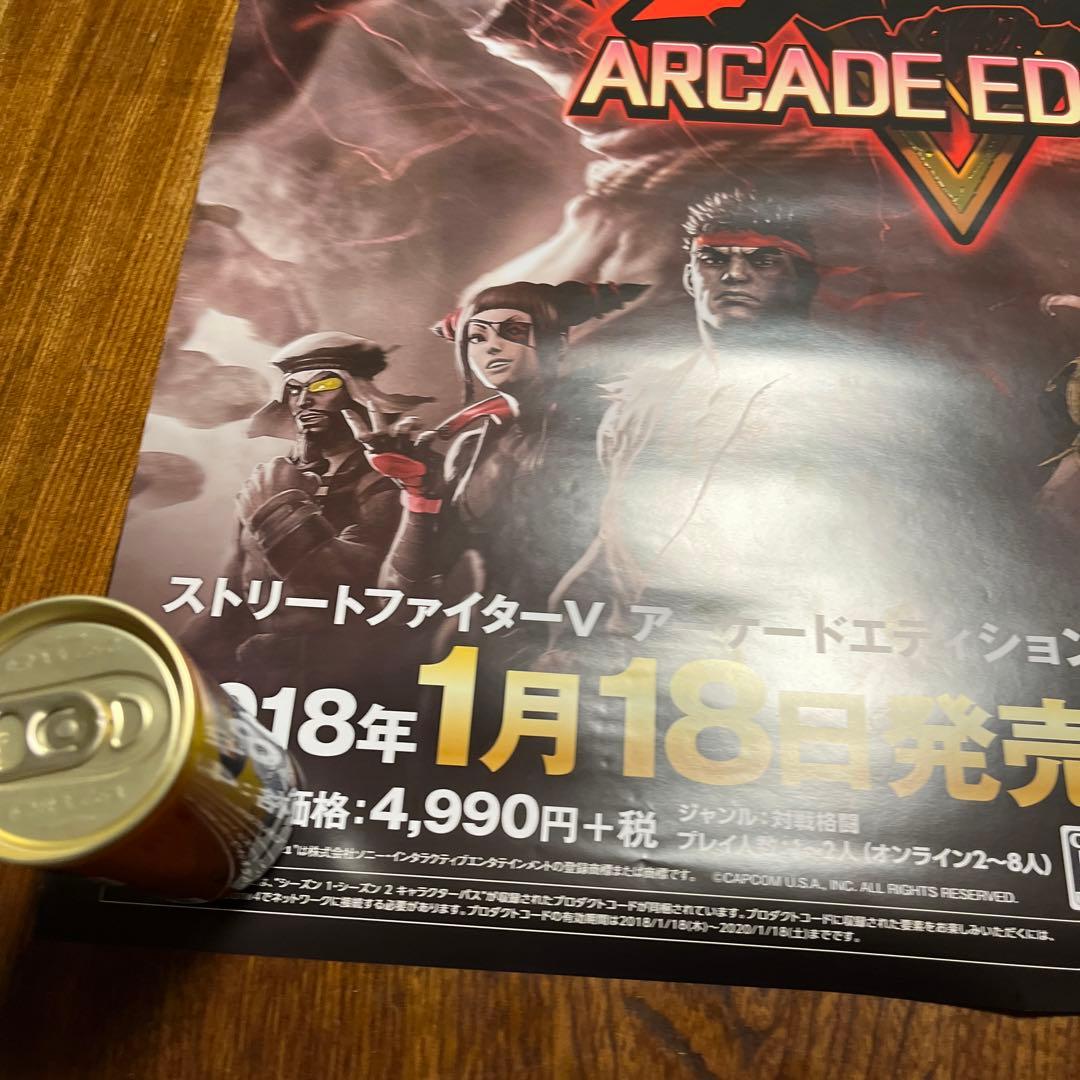 ARCADE ED
V
ストリートファイターV アーケードエディション
018年1月18日発売
価格:4,990円+税
ジャンル:対戦格闘
プレイ人数:1~2人(オンライン2~8人)
"は株式会社ソニー・インタラクティブエンタテインメントの登録商標または商標です。 ©CAPCOM U.S.A., INC. ALL RIGHTS RESERVED.
は、"シーズン 1・シーズン 2 キャラクターパス"が収録されたプロダクトコードが同梱されています。プロダクトコードに収録された要素をお楽しみいただくには、
4でネットワークに接続する必要があります。プロダクトコードの有効期間は2018/1/18(木)~2020/1/18(土)までです。